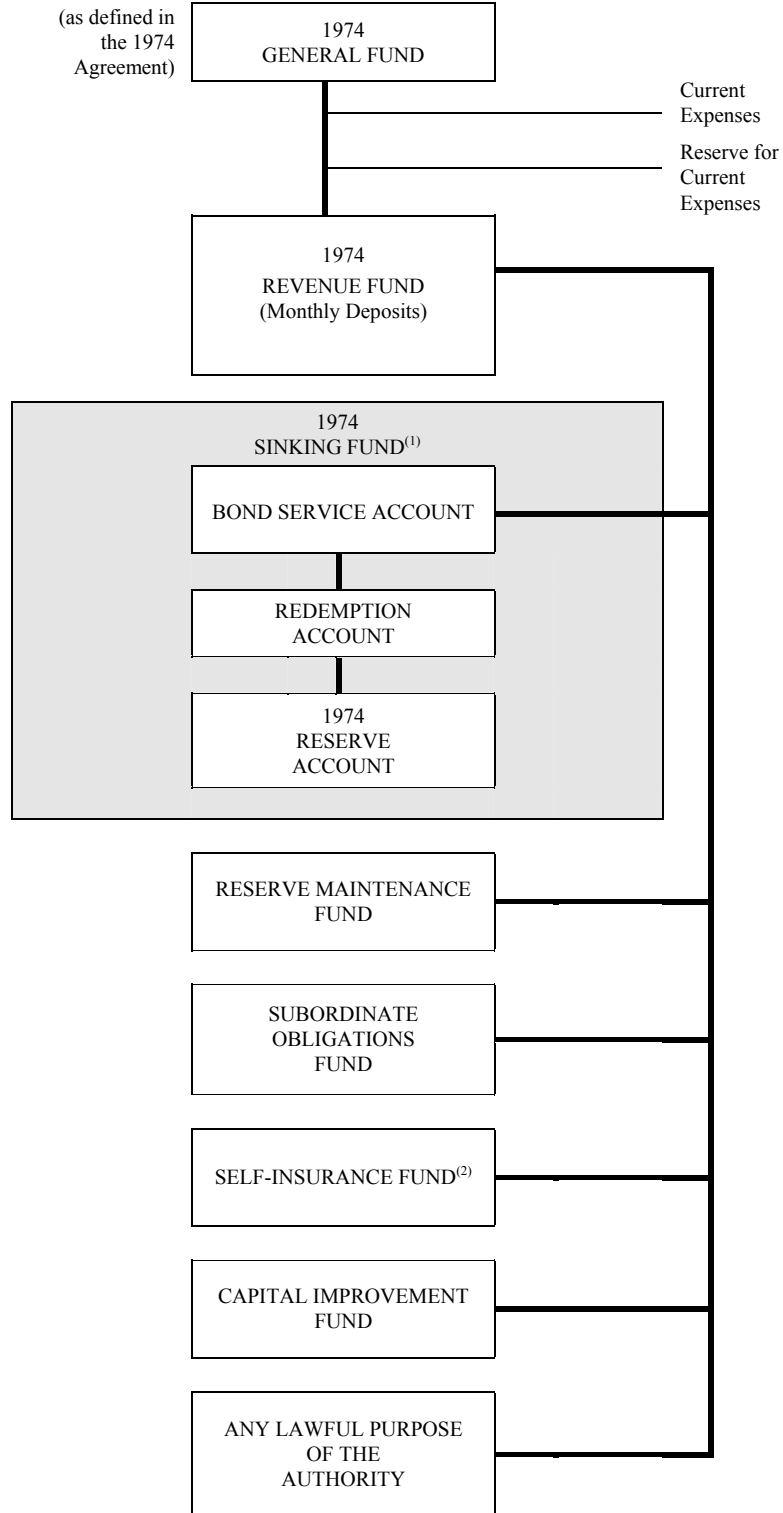 (as defined in
the 1974
Agreement)
1974
GENERAL FUND
Current
Expenses
Reserve for
Current
Expenses
1974
REVENUE FUND
(Monthly Deposits)
1974
SINKING FUND(1)
BOND SERVICE ACCOUNT
REDEMPTION
ACCOUNT
1974
RESERVE
ACCOUNT
RESERVE MAINTENANCE
FUND
SUBORDINATE
OBLIGATIONS
FUND
SELF-INSURANCE FUND(2)
CAPITAL IMPROVEMENT
FUND
ANY LAWFUL PURPOSE
OF THE
AUTHORITY